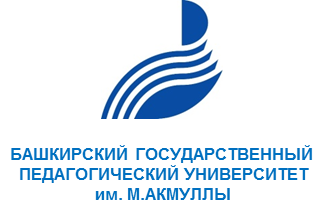 БАШКИРСКИЙ ГОСУДАРСТВЕННЫЙ
ПЕДАГОГИЧЕСКИЙ УНИВЕРСИТЕТ
им. М.АКМУЛЛЫ